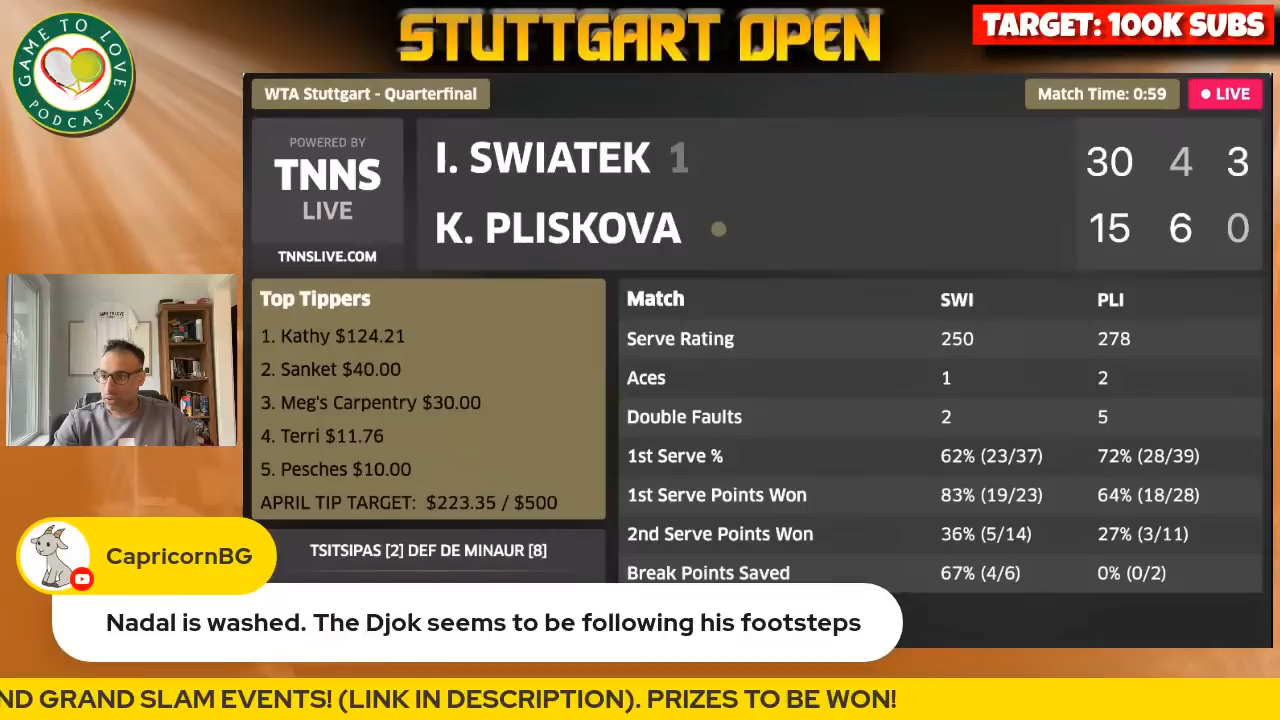 GAME TO LOVE
PODCAST
STUTTGART OPEN
TARGET: 100K SUBS
WTA Stuttgart - Quarterfinal
Match Time: 0:59
LIVE
POWERED BY
TNNS
LIVE
TNNSLIVE.COM
I. SWIATEK 1 30 4 3
K. PLISKOVA 15 6 0
Top Tippers
1. Kathy $124.21
2. Sanket $40.00
3. Meg's Carpentry $30.00
4. Terri $11.76
5. Pesches $10.00
APRIL TIP TARGET: $223.35 / $500
TSITSIPAS [2] DEF DE MINAUR [8]
Match SWI PLI
Serve Rating 250 278
Aces 1 2
Double Faults 2 5
1st Serve % 62% (23/37) 72% (28/39)
1st Serve Points Won 83% (19/23) 64% (18/28)
2nd Serve Points Won 36% (5/14) 27% (3/11)
Break Points Saved 67% (4/6) 0% (0/2)
CapricornBG
Nadal is washed. The Djok seems to be following his footsteps
ND GRAND SLAM EVENTS! (LINK IN DESCRIPTION). PRIZES TO BE WON!